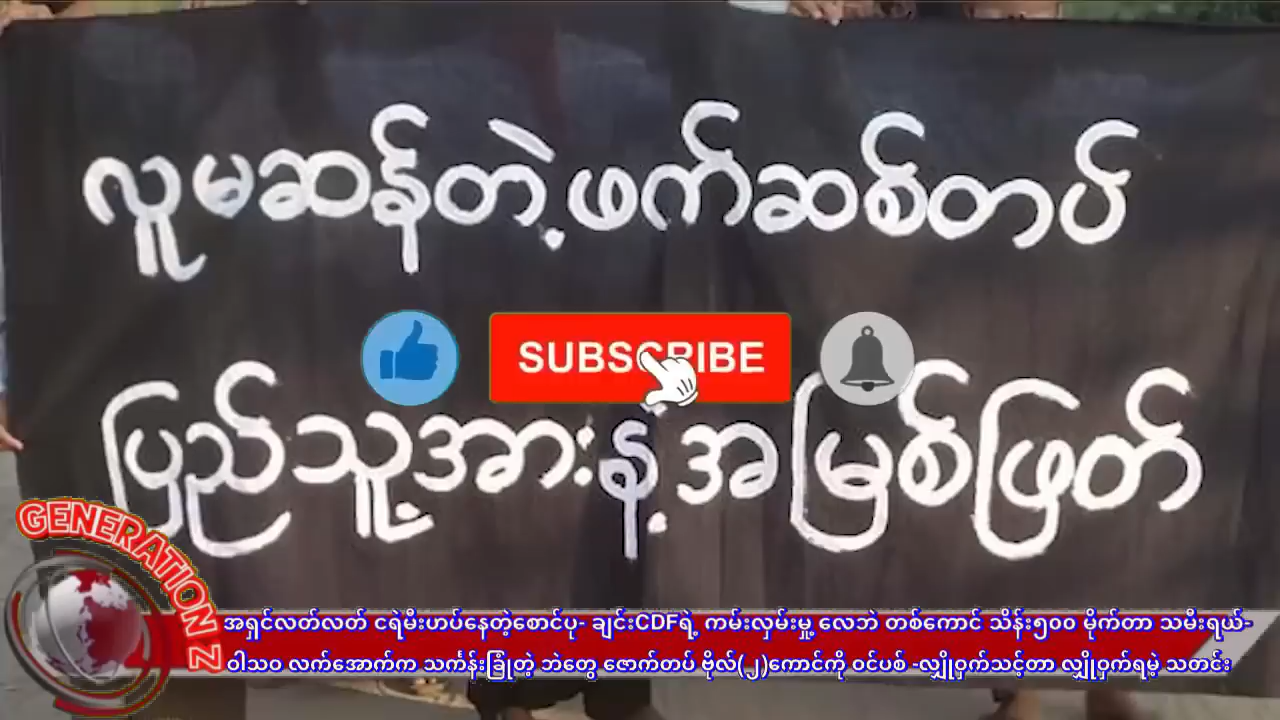 လူမဆန်တဲ့ဖက်ဆစ်တပ်
SUBSCRIBE
ပြည်သူ့အားနဲ့အမြစ်ဖြတ်
GENERATION Z
အရှင်လတ်လတ် ငရဲမီးဟပ်နေတဲ့စောင်ပု- ချင်းCDFရဲ့ ကမ်းလှမ်းမှု့ လေဘဲ တစ်ကောင် သိန်း၅၀၀ မိုက်တာ သမီးရယ်-
ဝါသ၀ လက်အောက်က သင်္ကန်းခြုံတဲ့ ဘဲတွေ ဖောက်တပ် ဗိုလ်(၂)ကောင်ကို ဝင်ပစ် -လျှိုဝှက်သင့်တာ လျှိုဝှက်ရမဲ့ သတင်း